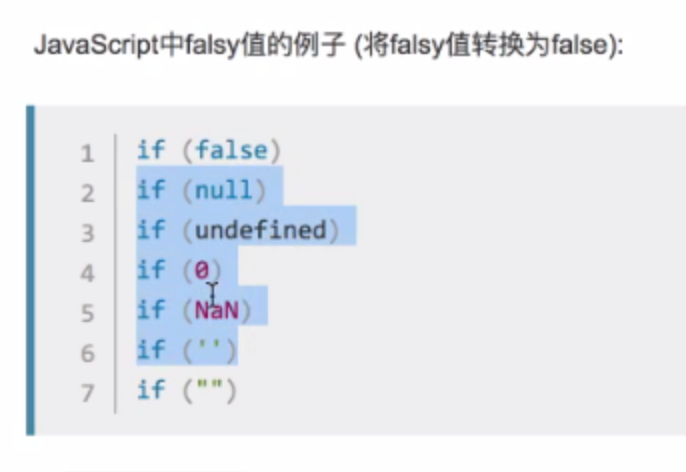 JavaScript中falsy值的例子 (将falsy值转换为false):
1 if (false)
2 if (null)
3 if (undefined)
4 if (0)
5 if (NaN)
6 if ('')
7 if ("")